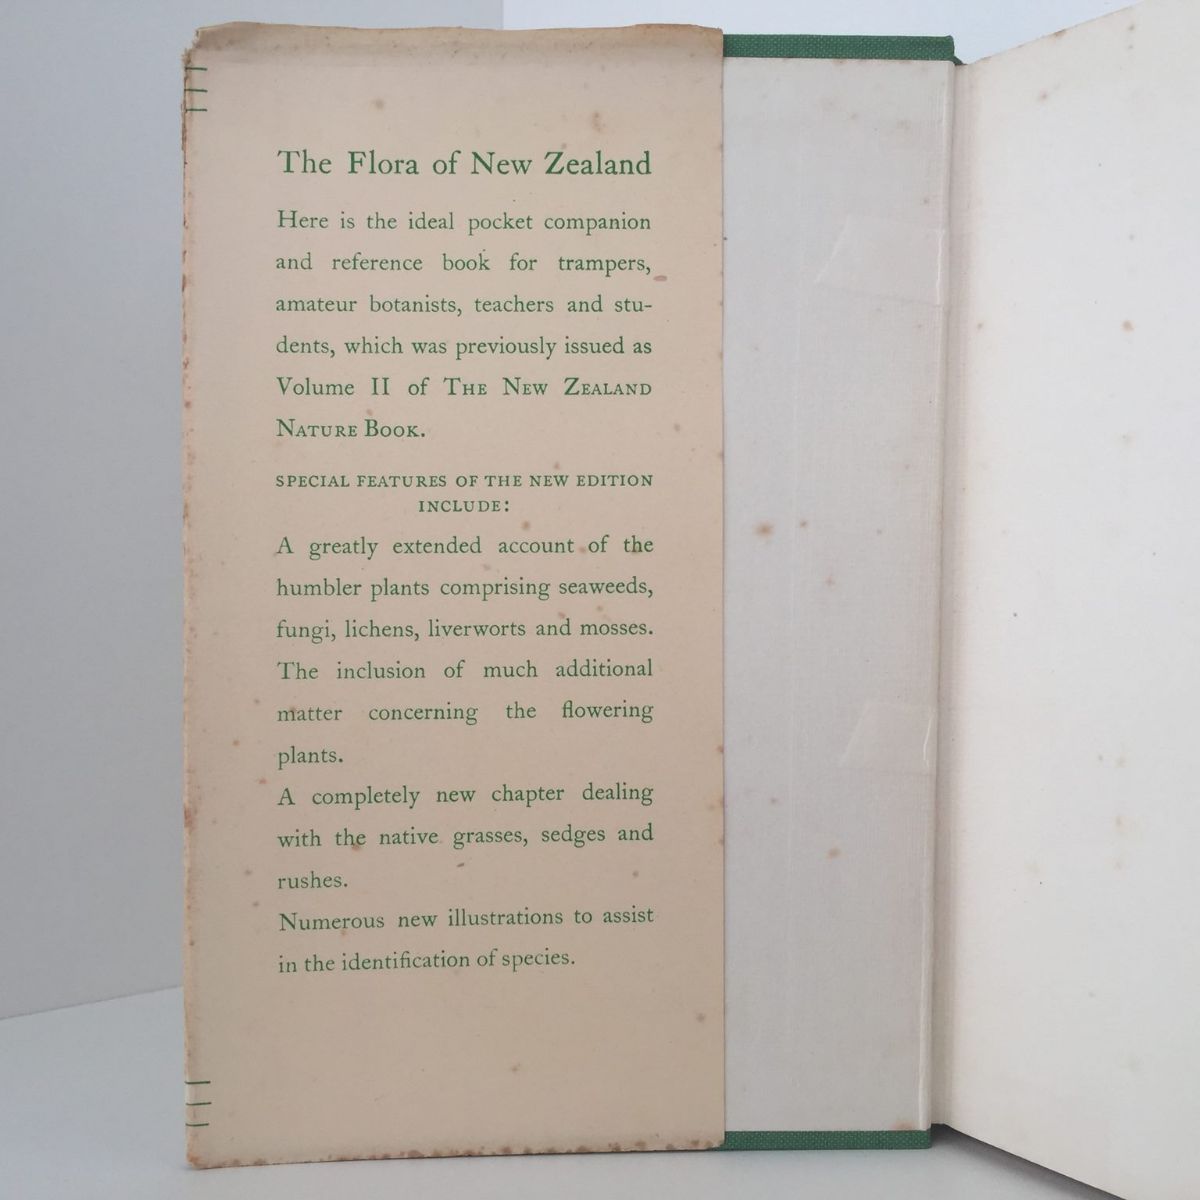 The Flora of New Zealand
Here is the ideal pocket companion
and reference book for trampers,
amateur botanists, teachers and stu-
dents, which was previously issued as
Volume II of THE NEW ZEALAND
NATURE BOOK.
SPECIAL FEATURES OF THE NEW EDITION
INCLUDE:
A greatly extended account of the
humbler plants comprising seaweeds,
fungi, lichens, liverworts and mosses.
The inclusion of much additional
matter concerning the flowering
plants.
A completely new chapter dealing
with the native grasses, sedges and
rushes.
Numerous new illustrations to assist
in the identification of species.